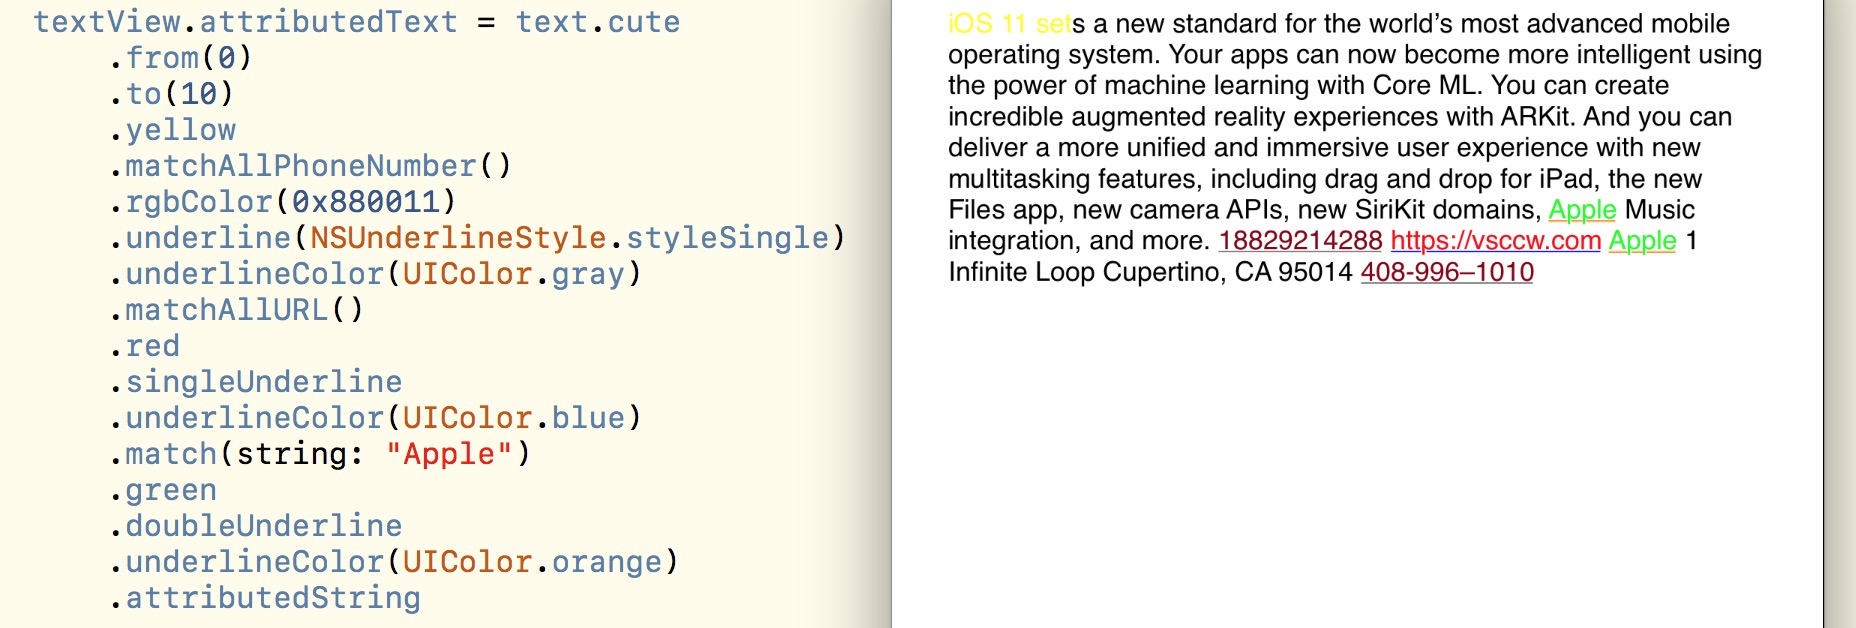 textView.attributedText = text.cute
.from(0)
.to(10)
.yellow
.matchAllPhoneNumber()
.rgbColor(0x880011)
.underline(NSUnderlineStyle.styleSingle)
.underlineColor(UIColor.gray)
.matchAllURL()
.red
.singleUnderline
.underlineColor(UIColor.blue)
.match(string: "Apple")
.green
.doubleUnderline
.underlineColor(UIColor.orange)
.attributedString
iOS 11 sets a new standard for the world’s most advanced mobile
operating system. Your apps can now become more intelligent using
the power of machine learning with Core ML. You can create
incredible augmented reality experiences with ARKit. And you can
deliver a more unified and immersive user experience with new
multitasking features, including drag and drop for iPad, the new
Files app, new camera APIs, new SiriKit domains, Apple Music
integration, and more. 18829214288 https://vsccw.com Apple 1
Infinite Loop Cupertino, CA 95014 408-996–1010